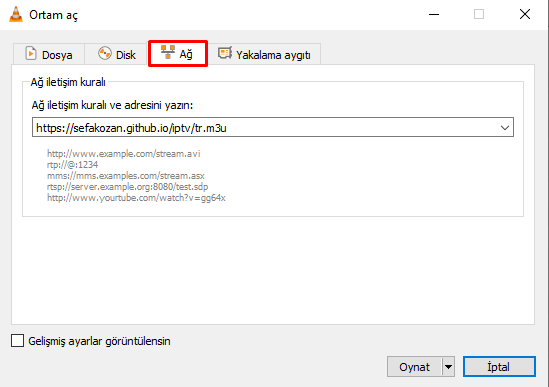 Ortam aç
Dosya
Disk
Ağ
Yakalama aygıtı
Ağ iletişim kuralı
Ağ iletişim kuralı ve adresini yazın:
https://sefakozan.github.io/iptv/tr.m3u
http://www.example.com/stream.avi
rtp://@:1234
mms://mms.examples.com/stream.asx
rtsp://server.example.org:8080/test.sdp
http://www.yourtube.com/watch?v=gg64x
Gelişmiş ayarlar görüntülensin
Oynat
İptal